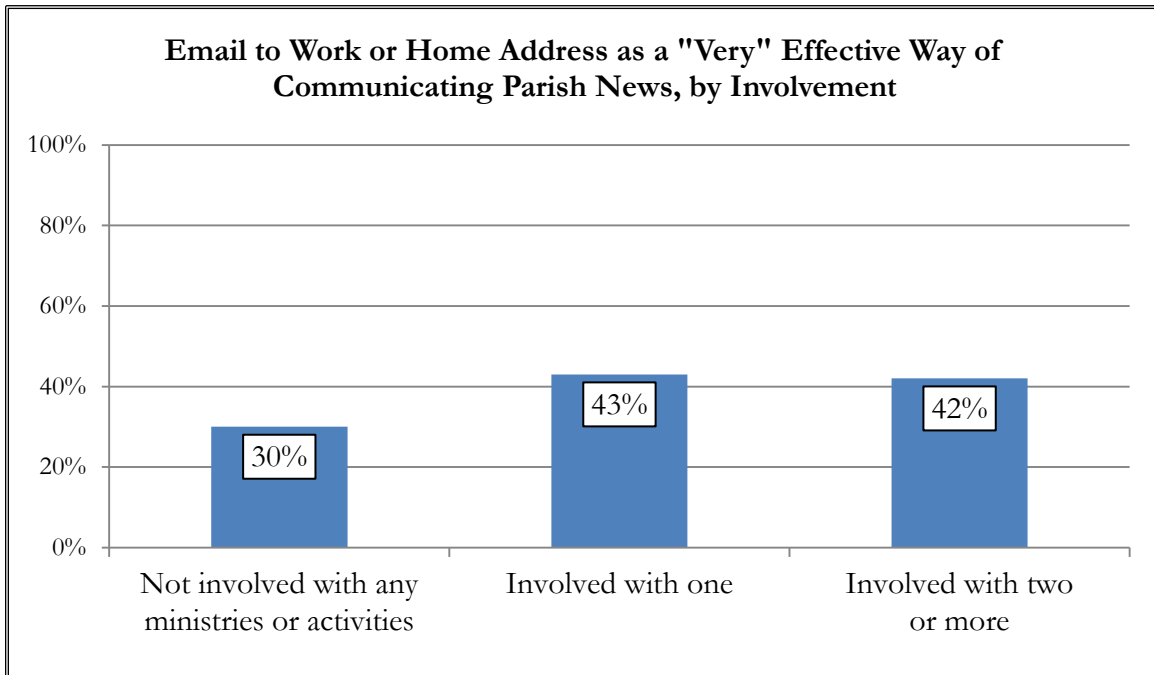 Email to Work or Home Address as a "Very" Effective Way of
Communicating Parish News, by Involvement
100%
80%
60%
40%
20%
0%
30%
43%
42%
Not involved with any
ministries or activities
Involved with one
Involved with two
or more